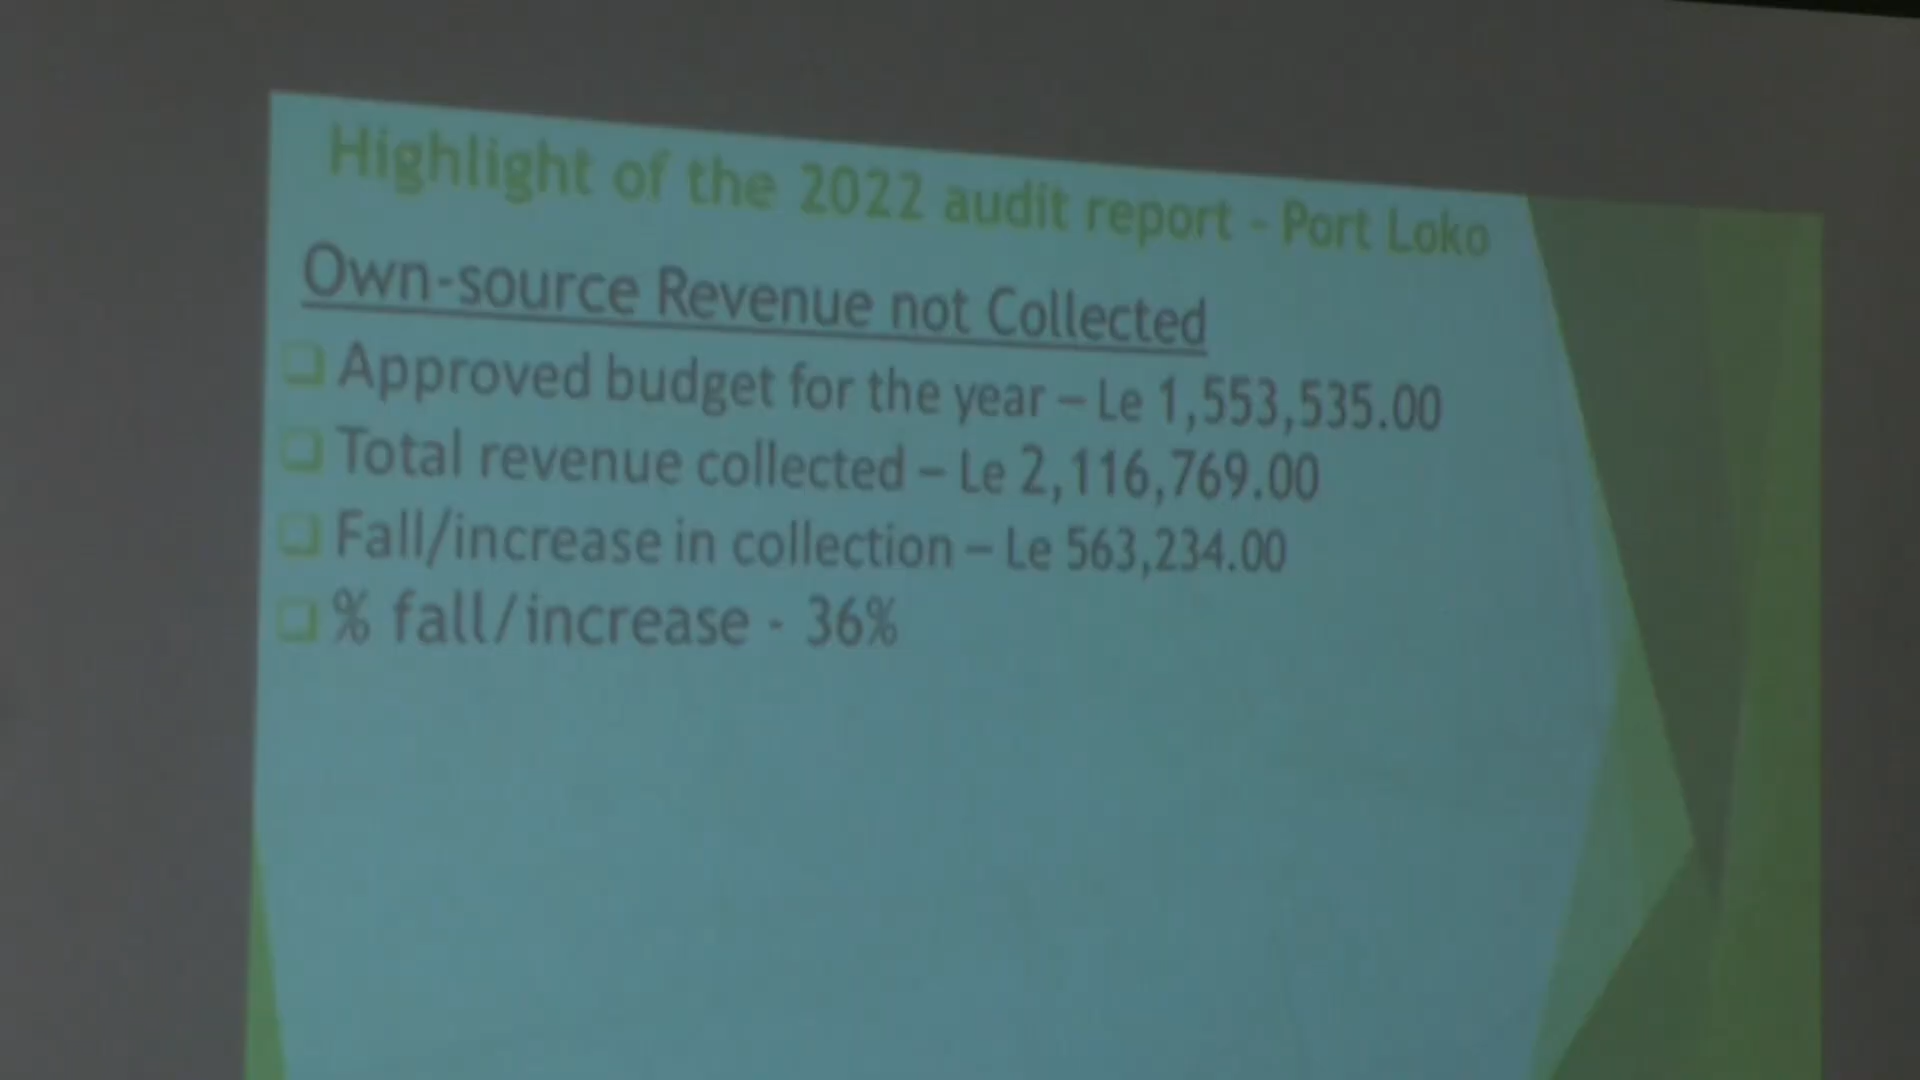 Highlight of the 2022 audit report - Port Loko
Own-source Revenue not Collected
Approved budget for the year – Le 1,553,535.00
Total revenue collected – Le 2,116,769.00
Fall/increase in collection – Le 563,234.00
% fall/increase - 36%